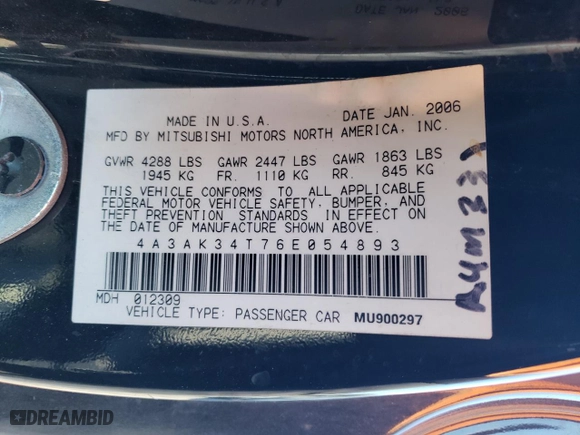 MADE IN U.S.A. DATE JAN. 2006
MFD BY MITSUBISHI MOTORS NORTH AMERICA, INC.
GVWR 4288 LBS GAWR 2447 LBS GAWR 1863 LBS
1945 KG FR. 1110 KG RR. 845 KG
THIS VEHICLE CONFORMS TO ALL APPLICABLE
FEDERAL MOTOR VEHICLE SAFETY, BUMPER, AND
THEFT PREVENTION STANDARDS IN EFFECT ON
THE DATE OF MANUFACTURE SHOWN ABOVE.
4A3AK34T76E054893
MDH 012309
VEHICLE TYPE: PASSENGER CAR MU900297
DREAMBID